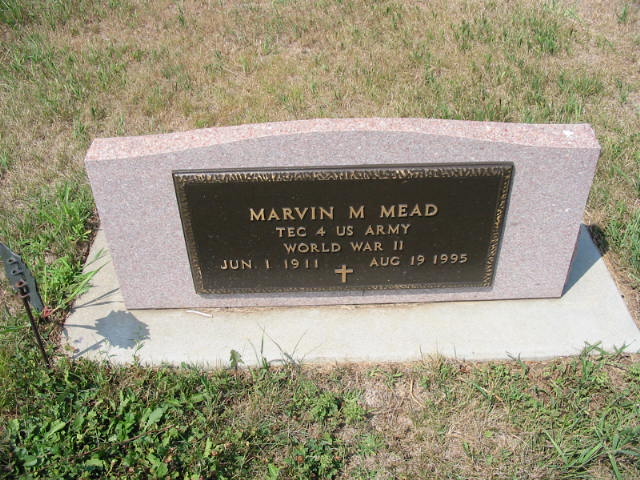 MARVIN M MEAD
TEC 4 US ARMY
WORLD WAR II
JUN 1 1911 AUG 19 1995